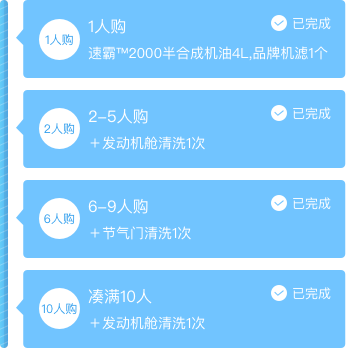 1人购
1人购
已完成
速霸™2000半合成机油4L,品牌机滤1个
2人购
2-5人购
已完成
+发动机舱清洗1次
6人购
6-9人购
已完成
+节气门清洗1次
10人购
凑满10人
已完成
+发动机舱清洗1次